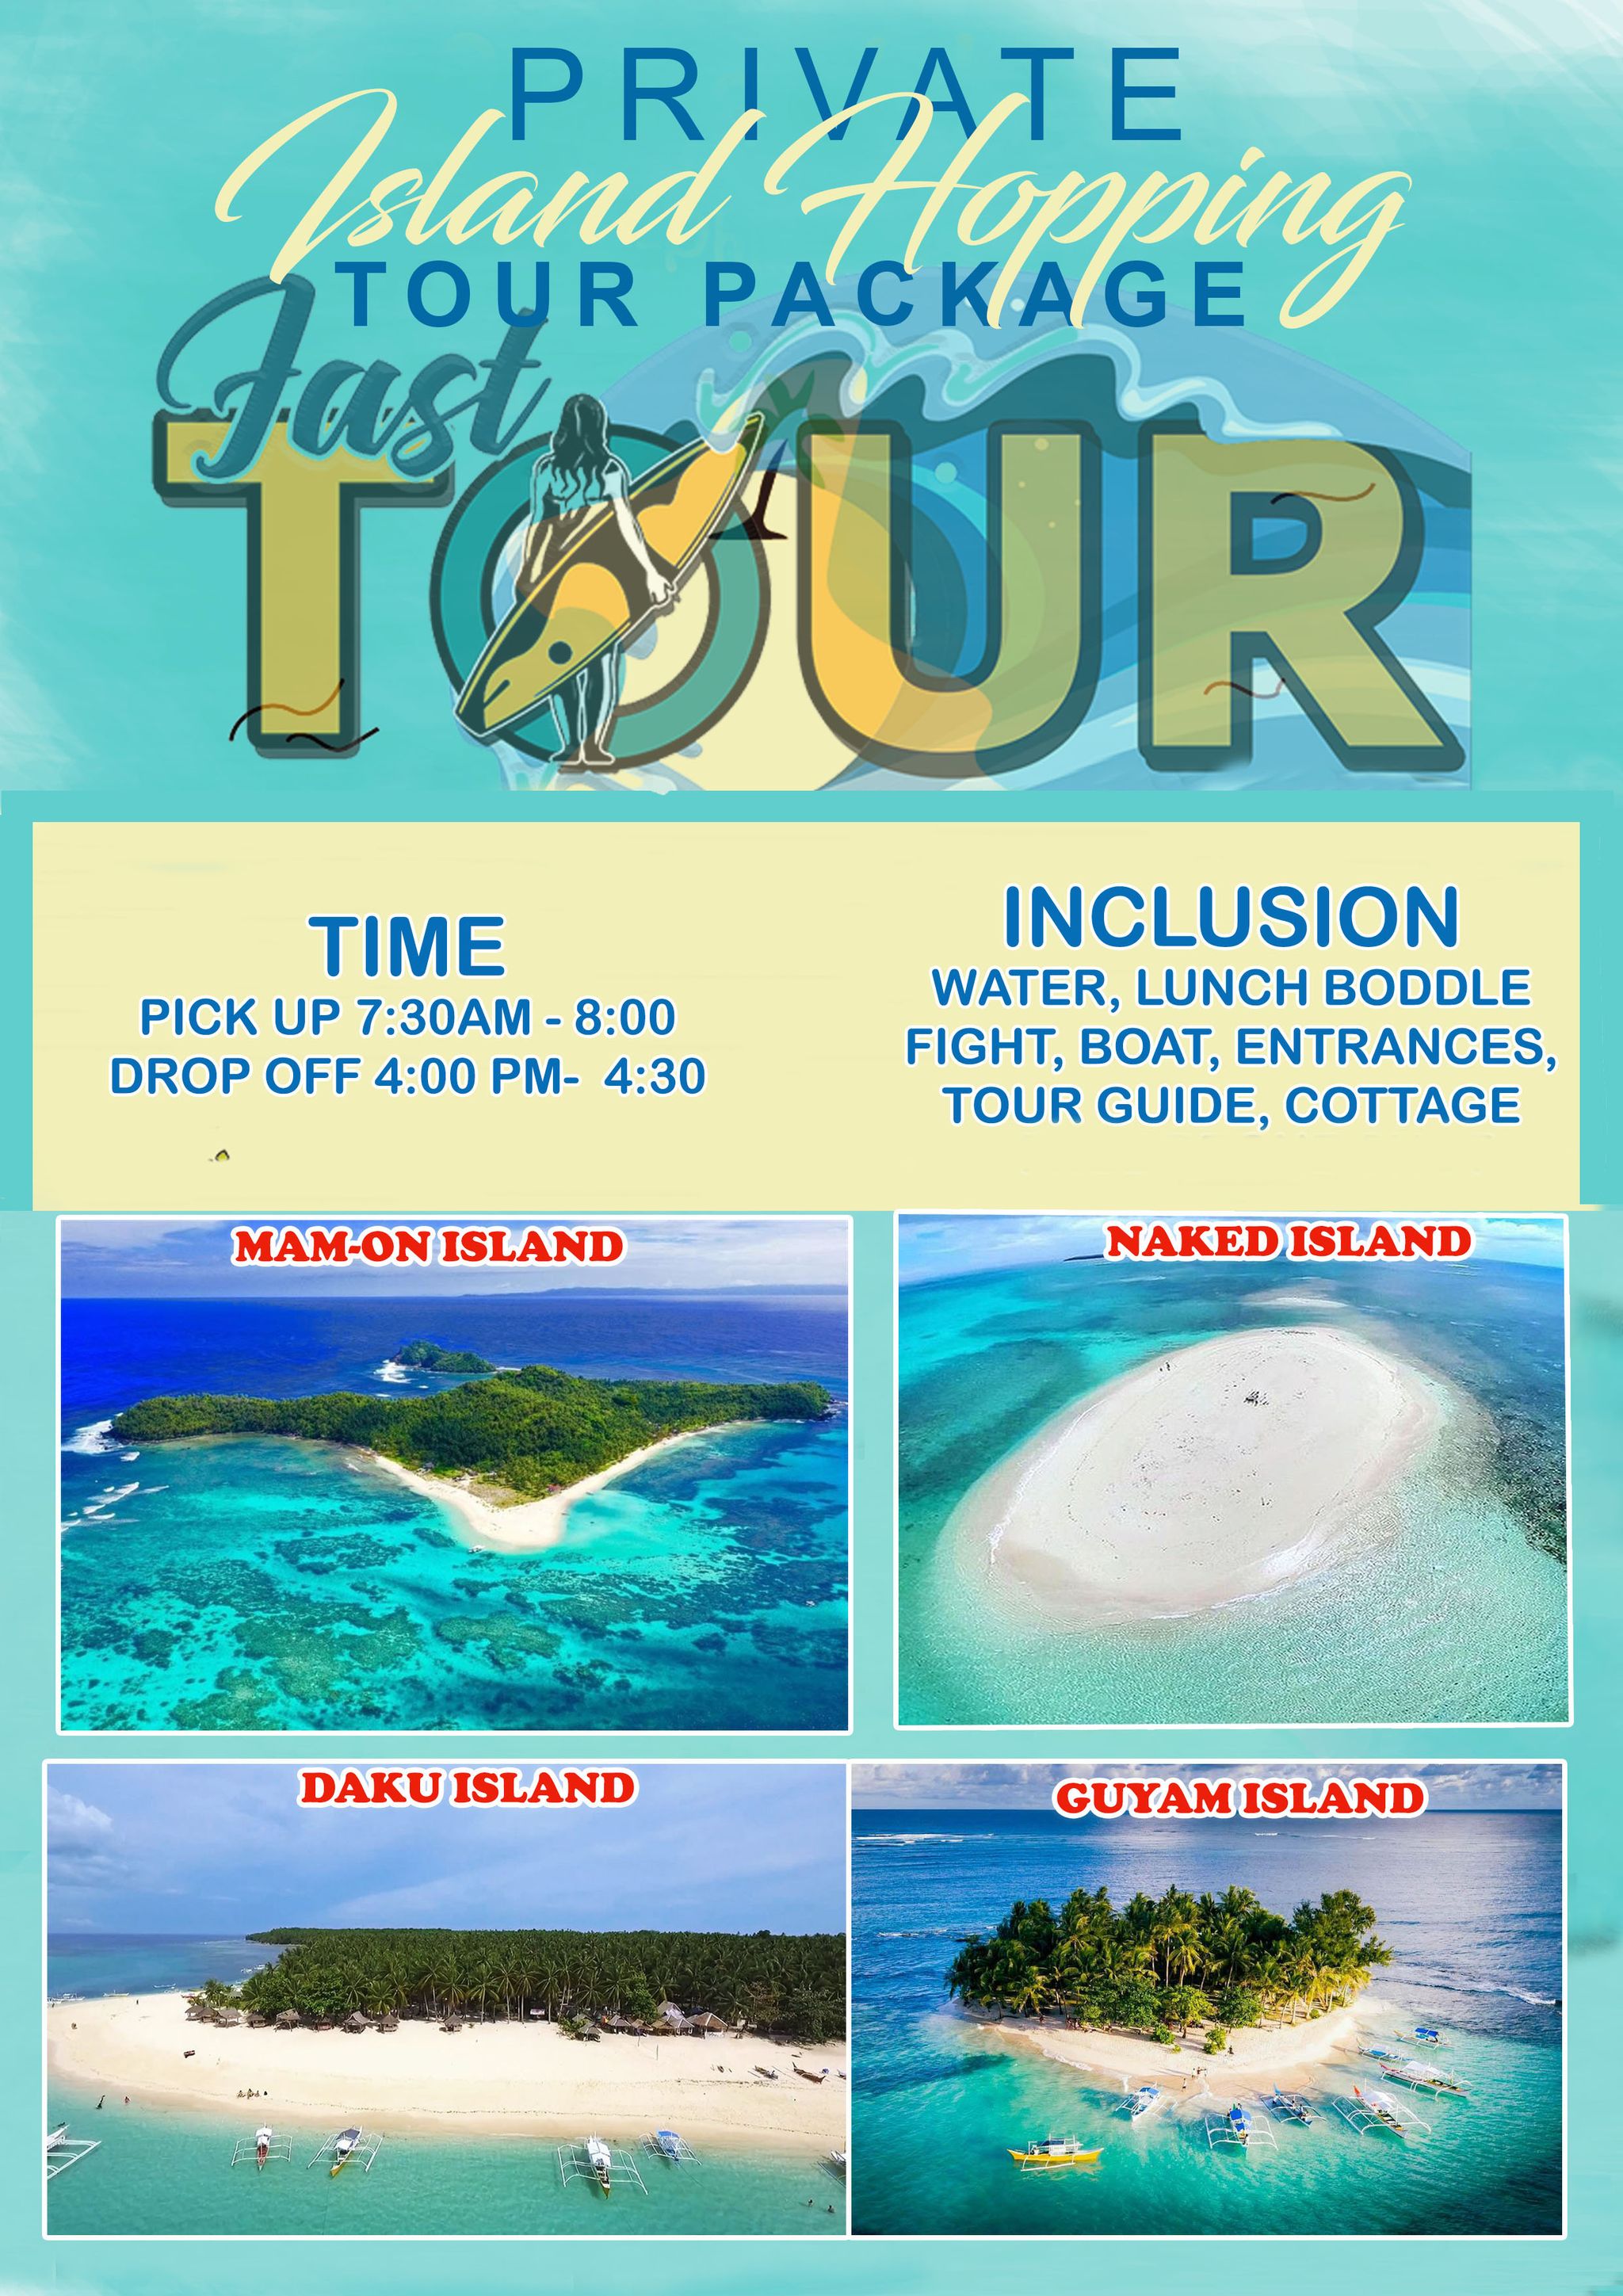 PRIVATE
Island Hopping
TOUR PACKAGE
Fast
TOUR
TIME
PICK UP 7:30AM - 8:00
DROP OFF 4:00 PM-  4:30
INCLUSION
WATER, LUNCH BODDLE
FIGHT, BOAT, ENTRANCES,
TOUR GUIDE, COTTAGE
MAM-ON ISLAND
NAKED ISLAND
DAKU ISLAND
GUYAM ISLAND